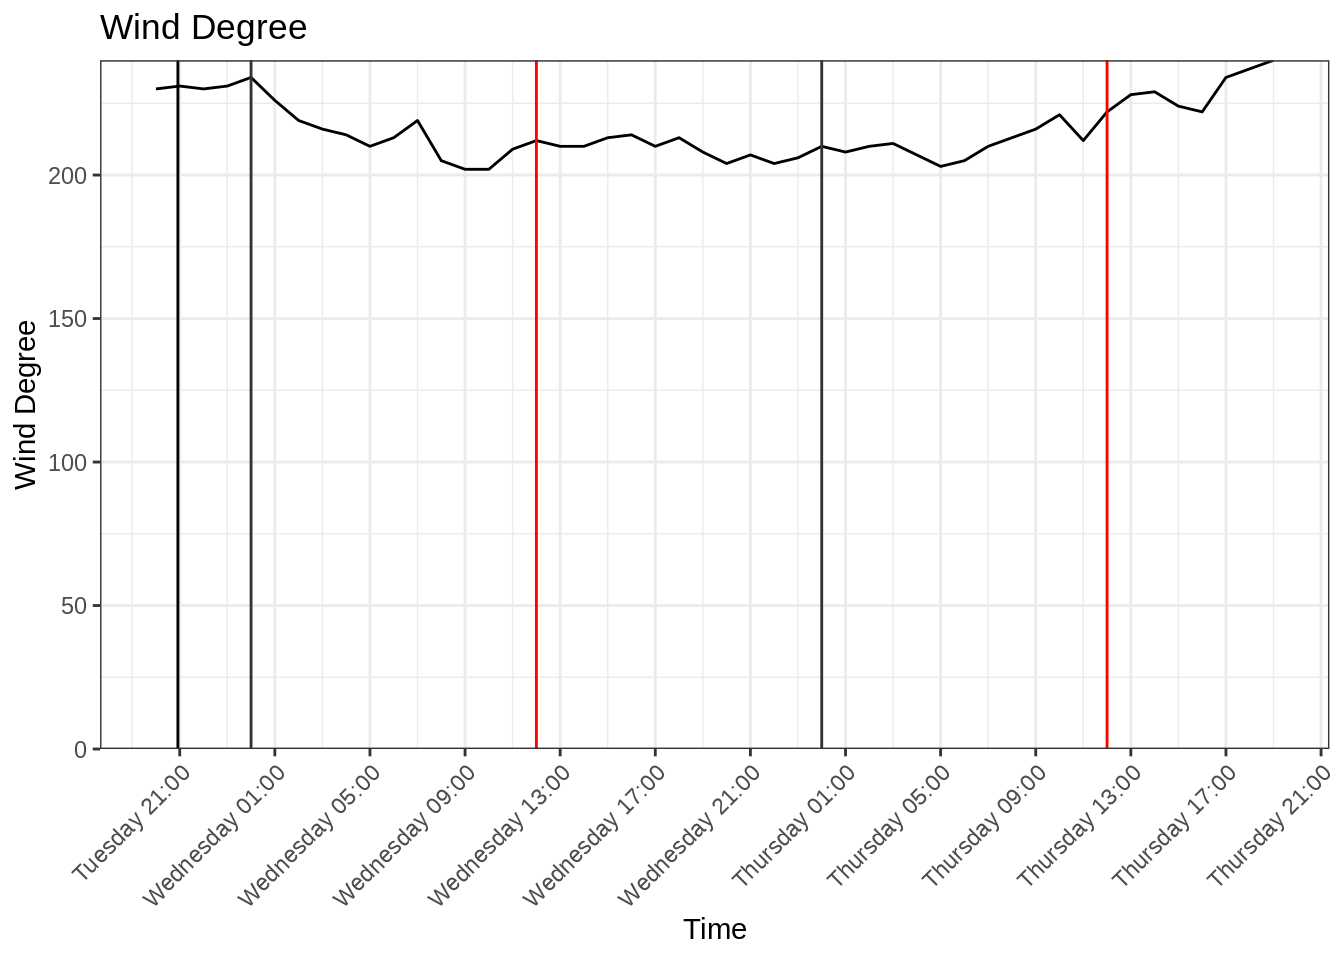 Wind Degree
Wind Degree
200
150
100
50
0
Tuesday 21:00
Wednesday 01:00
Wednesday 05:00
Wednesday 09:00
Wednesday 13:00
Wednesday 17:00
Wednesday 21:00
Thursday 01:00
Thursday 05:00
Thursday 09:00
Thursday 13:00
Thursday 17:00
Thursday 21:00
Time